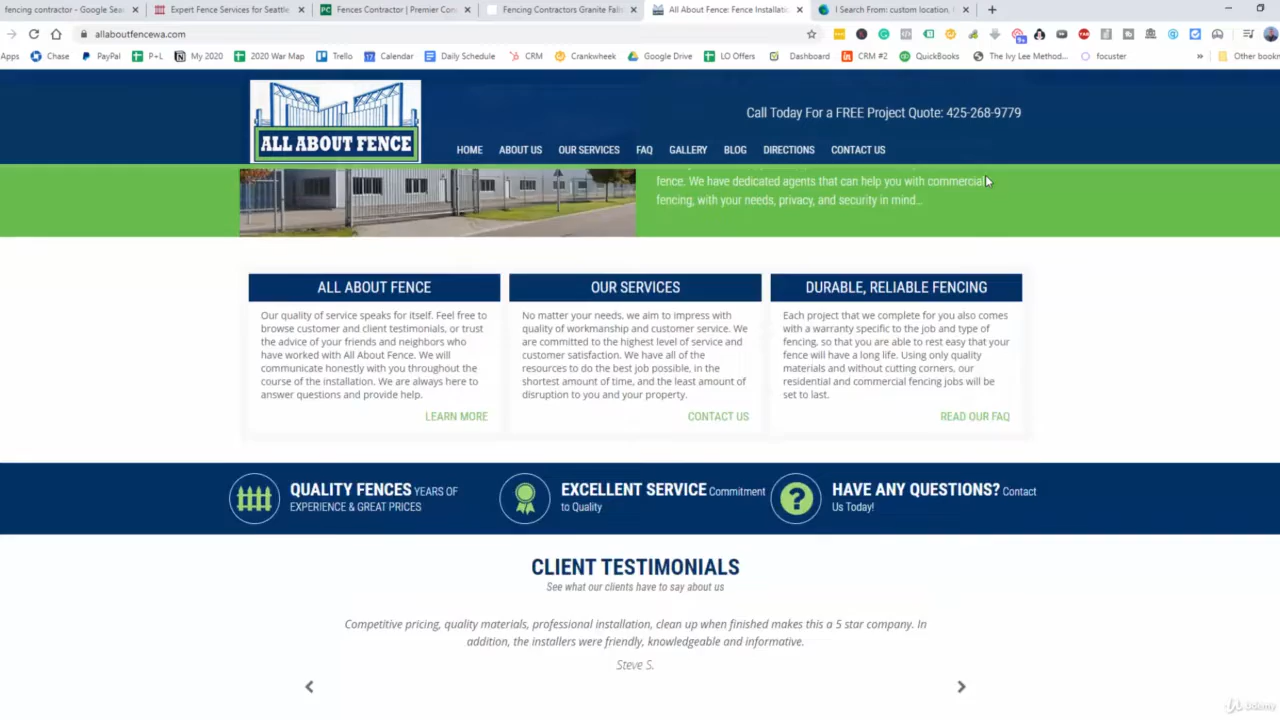 fencing contractor - Google Sea
Expert Fence Services for Seattle
Fences Contractor | Premier Con
Fencing Contractors Granite Falls
All About Fence: Fence Installatio
I Search From: custom location,
allaboutfencewa.com
Apps
Chase
PayPal
P+L
My 2020
2020 War Map
Trello
Calendar
Daily Schedule
CRM
Crankwheel
Google Drive
LO Offers
Dashboard
CRM #2
QuickBooks
The Ivy Lee Method...
focuster
Other bookm
ALL ABOUT FENCE
Call Today For a FREE Project Quote: 425-268-9779
HOME ABOUT US OUR SERVICES FAQ GALLERY BLOG DIRECTIONS CONTACT US
fence. We have dedicated agents that can help you with commercial
fencing, with your needs, privacy, and security in mind...
ALL ABOUT FENCE
Our quality of service speaks for itself. Feel free to
browse customer and client testimonials, or trust
the advice of your friends and neighbors who
have worked with All About Fence. We will
communicate honestly with you throughout the
course of the installation. We are always here to
answer questions and provide help.
LEARN MORE
OUR SERVICES
No matter your needs, we aim to impress with
quality of workmanship and customer service. We
are committed to the highest level of service and
customer satisfaction. We have all of the
resources to do the best job possible, in the
shortest amount of time, and the least amount of
disruption to you and your property.
CONTACT US
DURABLE, RELIABLE FENCING
Each project that we complete for you also comes
with a warranty specific to the job and type of
fencing, so that you are able to rest easy that your
fence will have a long life. Using only quality
materials and without cutting corners, our
residential and commercial fencing jobs will be
set to last.
READ OUR FAQ
QUALITY FENCES YEARS OF
EXPERIENCE & GREAT PRICES
EXCELLENT SERVICE Commitment
to Quality
HAVE ANY QUESTIONS? Contact
Us Today!
CLIENT TESTIMONIALS
See what our clients have to say about us
Competitive pricing, quality materials, professional installation, clean up when finished makes this a 5 star company. In
addition, the installers were friendly, knowledgeable and informative.
Steve S.
Udemy